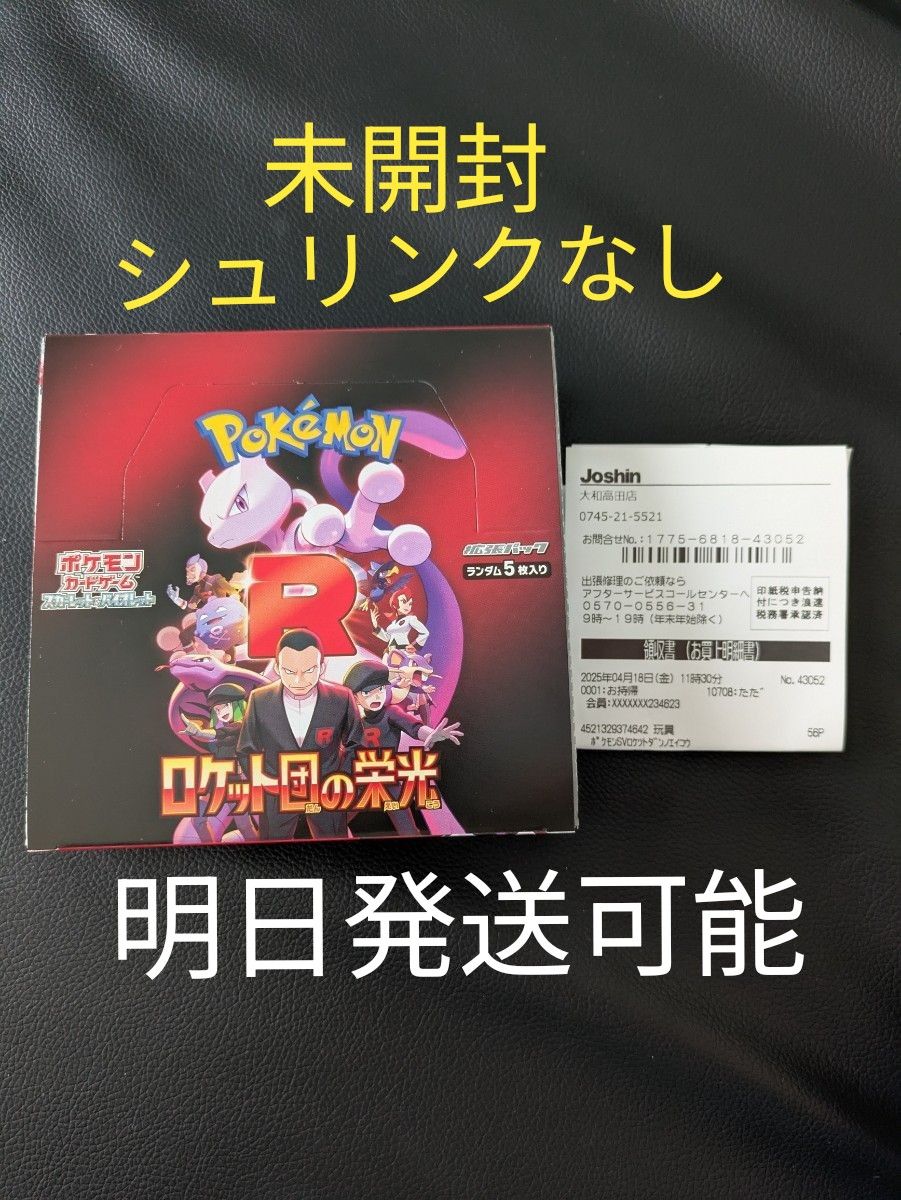 未開封
シュリンクなし
POKéMON
ポケモン
カードゲーム
スカーレット&バイオレット
拡張パック
ランダム5枚入り
R
R
R
ロケット団の栄光
だん えい こう
Joshin
大和高田店
0745-21-5521
お問合せNo.:1775-6818-43052
出張修理のご依頼なら
アフターサービスコールセンターへ
0570-0556-31
9時~19時(年末年始除く)
印紙税申告納
付につき浪速
税務署承認済
領収書 (お買上明細書)
2025年04月18日(金) 11時30分 No.43052
0001:お持帰 10708:ただ
会員:XXXXXXX234623
4521329374642 玩具 56P
ポケモンSVロケットダンノエイコウ
明日発送可能